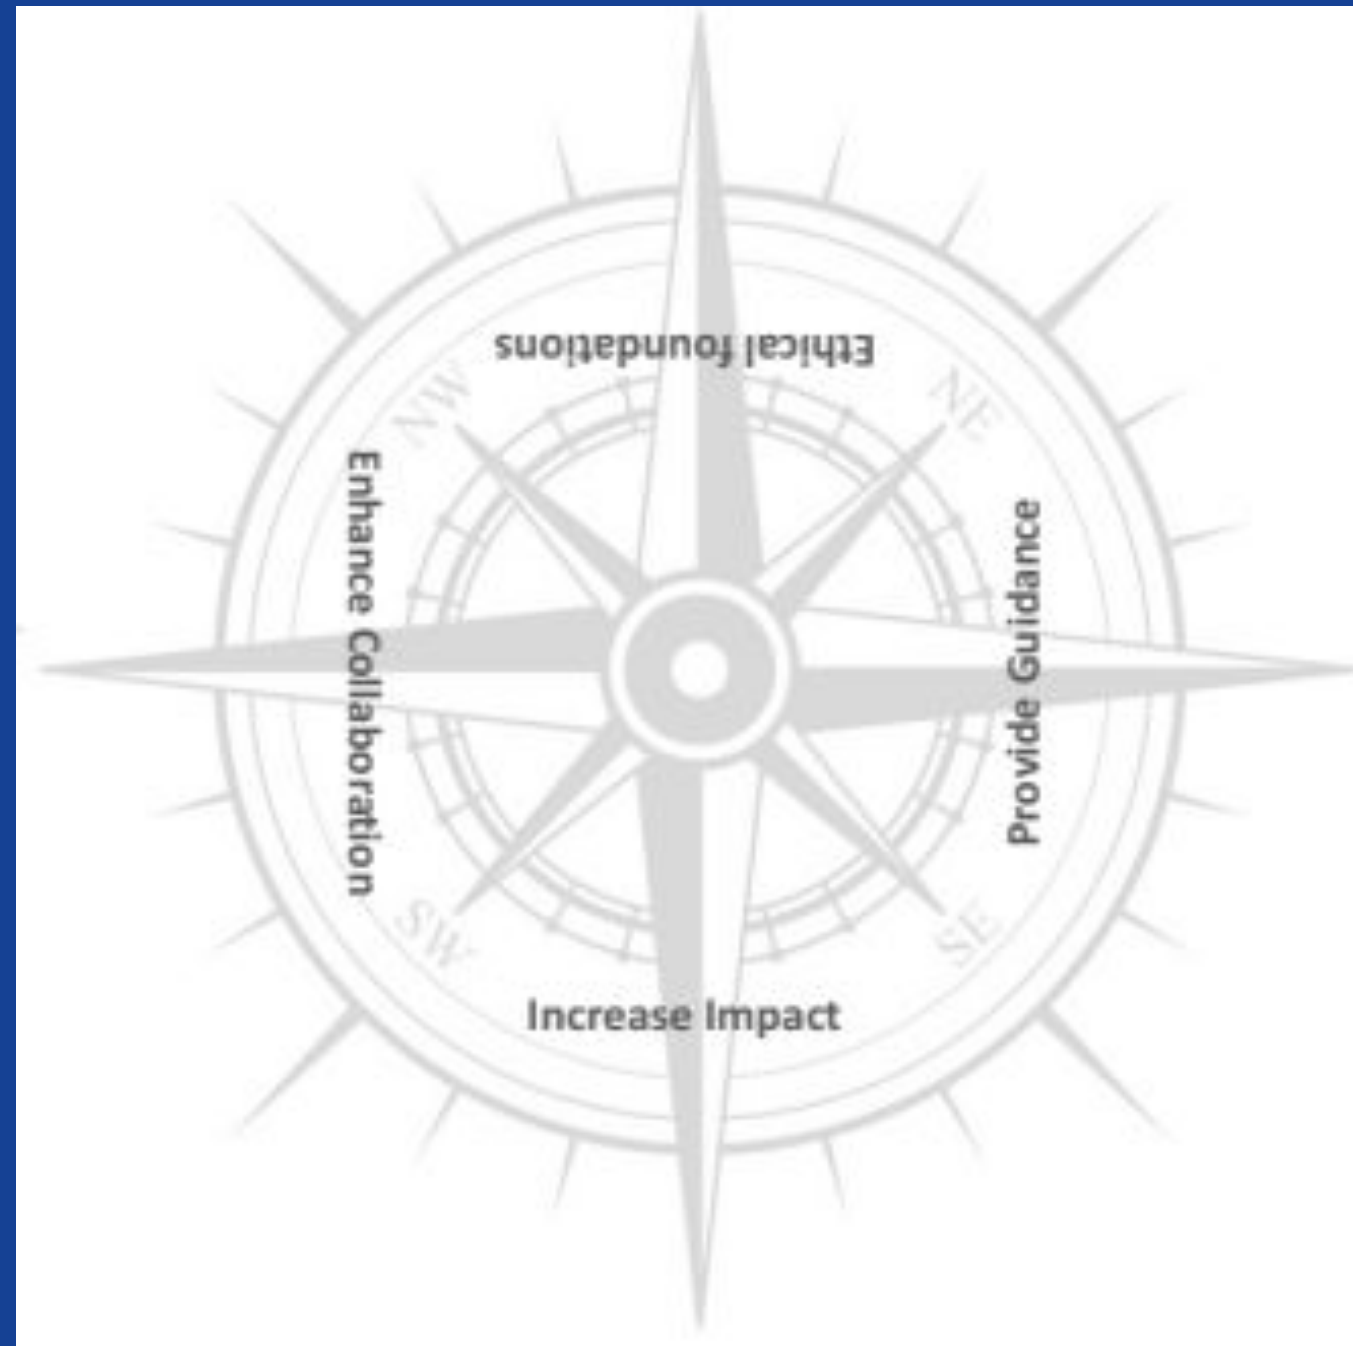 Ethical foundations
NW
NE
Enhance Collaboration
Provide Guidance
SW
SE
Increase Impact